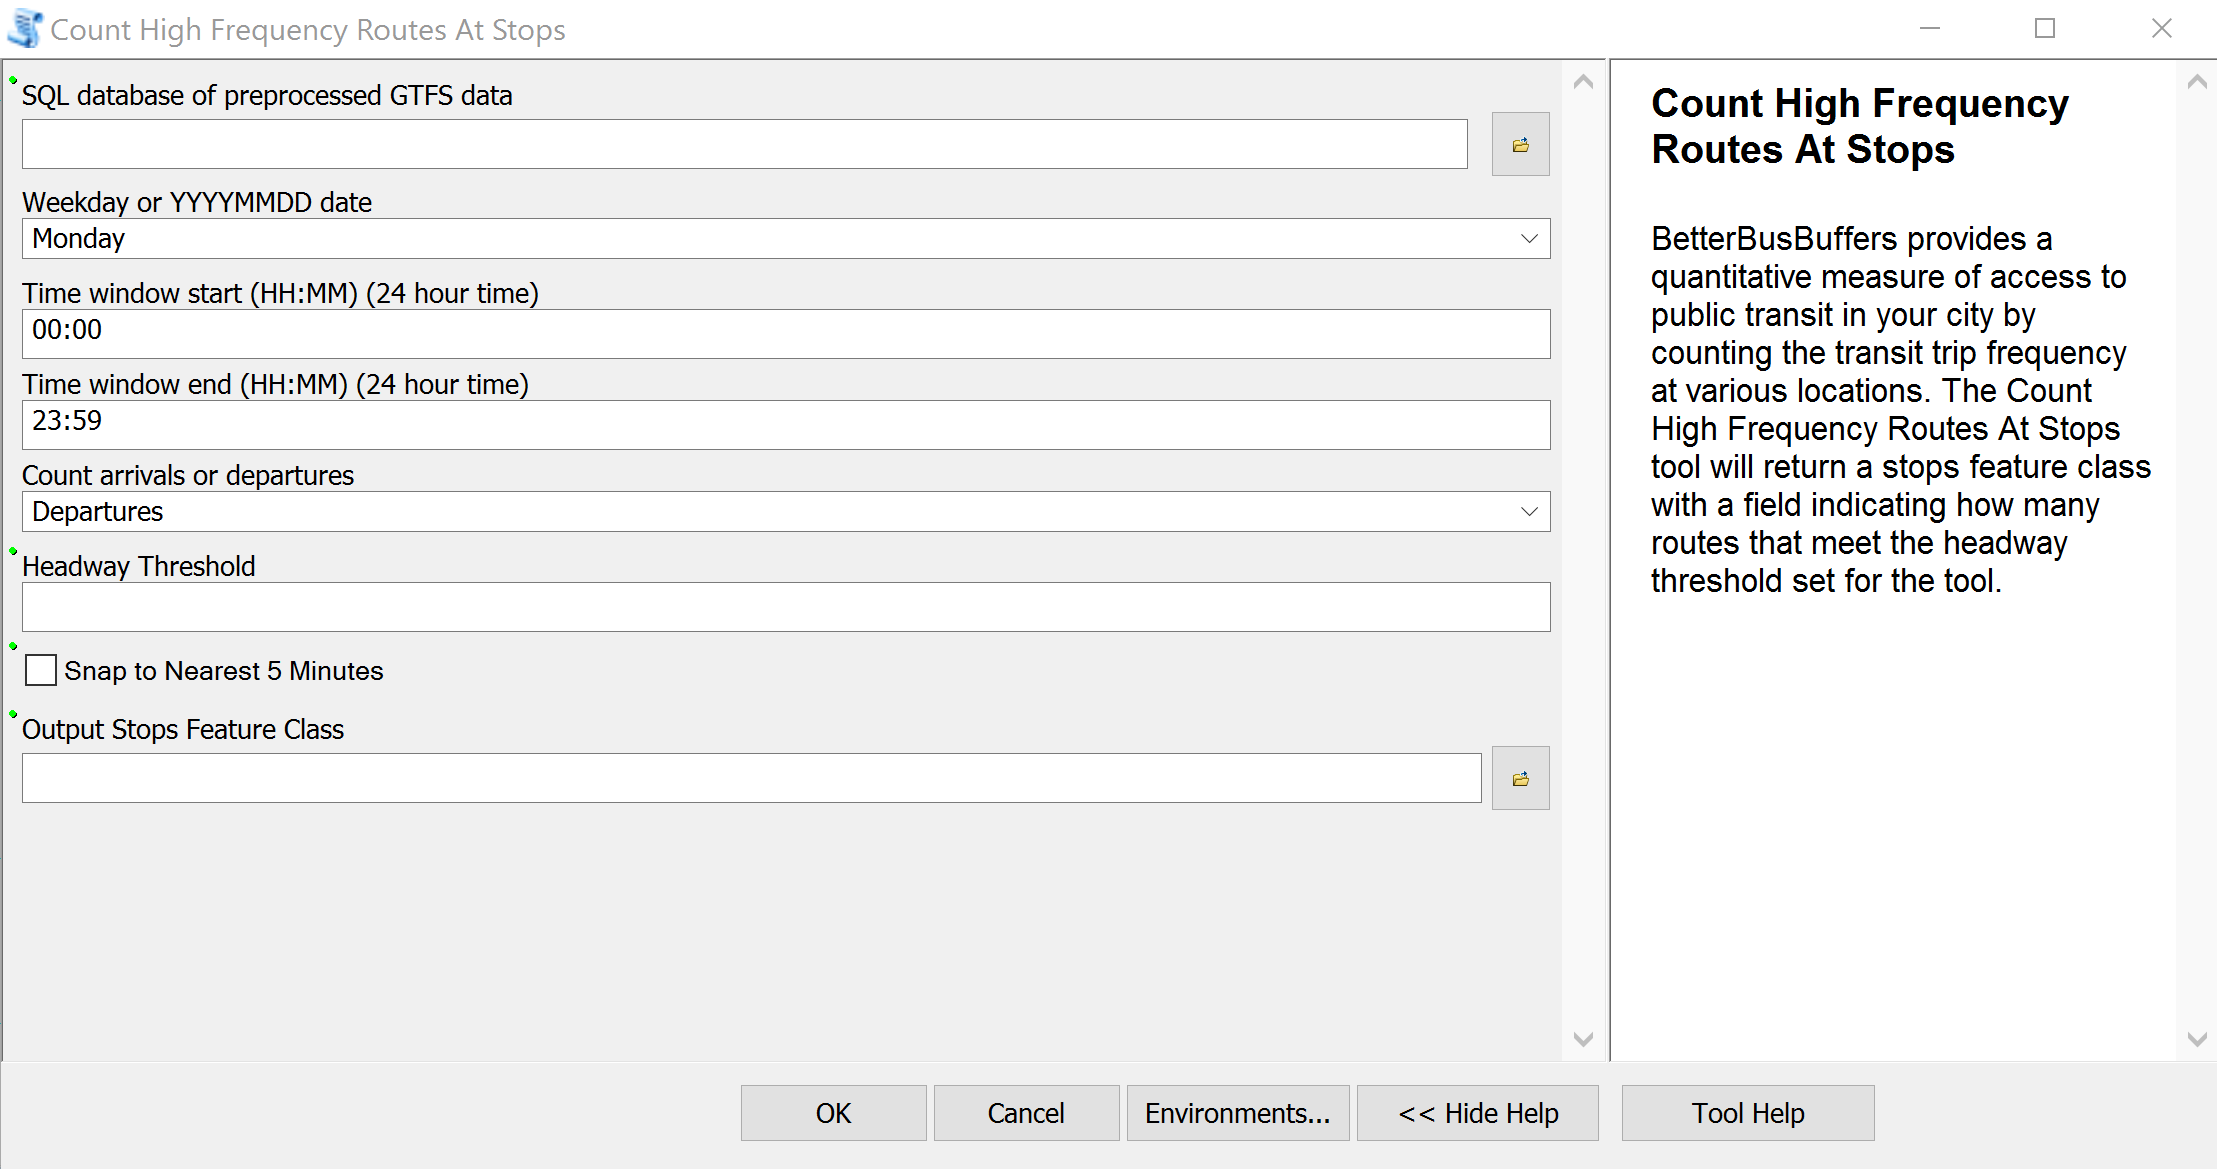 Count High Frequency Routes At Stops
SQL database of preprocessed GTFS data
Weekday or YYYYMMDD date
Monday
Time window start (HH:MM) (24 hour time)
00:00
Time window end (HH:MM) (24 hour time)
23:59
Count arrivals or departures
Departures
Headway Threshold
Snap to Nearest 5 Minutes
Output Stops Feature Class
Count High Frequency
Routes At Stops
BetterBusBuffers provides a
quantitative measure of access to
public transit in your city by
counting the transit trip frequency
at various locations. The Count
High Frequency Routes At Stops
tool will return a stops feature class
with a field indicating how many
routes that meet the headway
threshold set for the tool.
OK
Cancel
Environments...
<< Hide Help
Tool Help